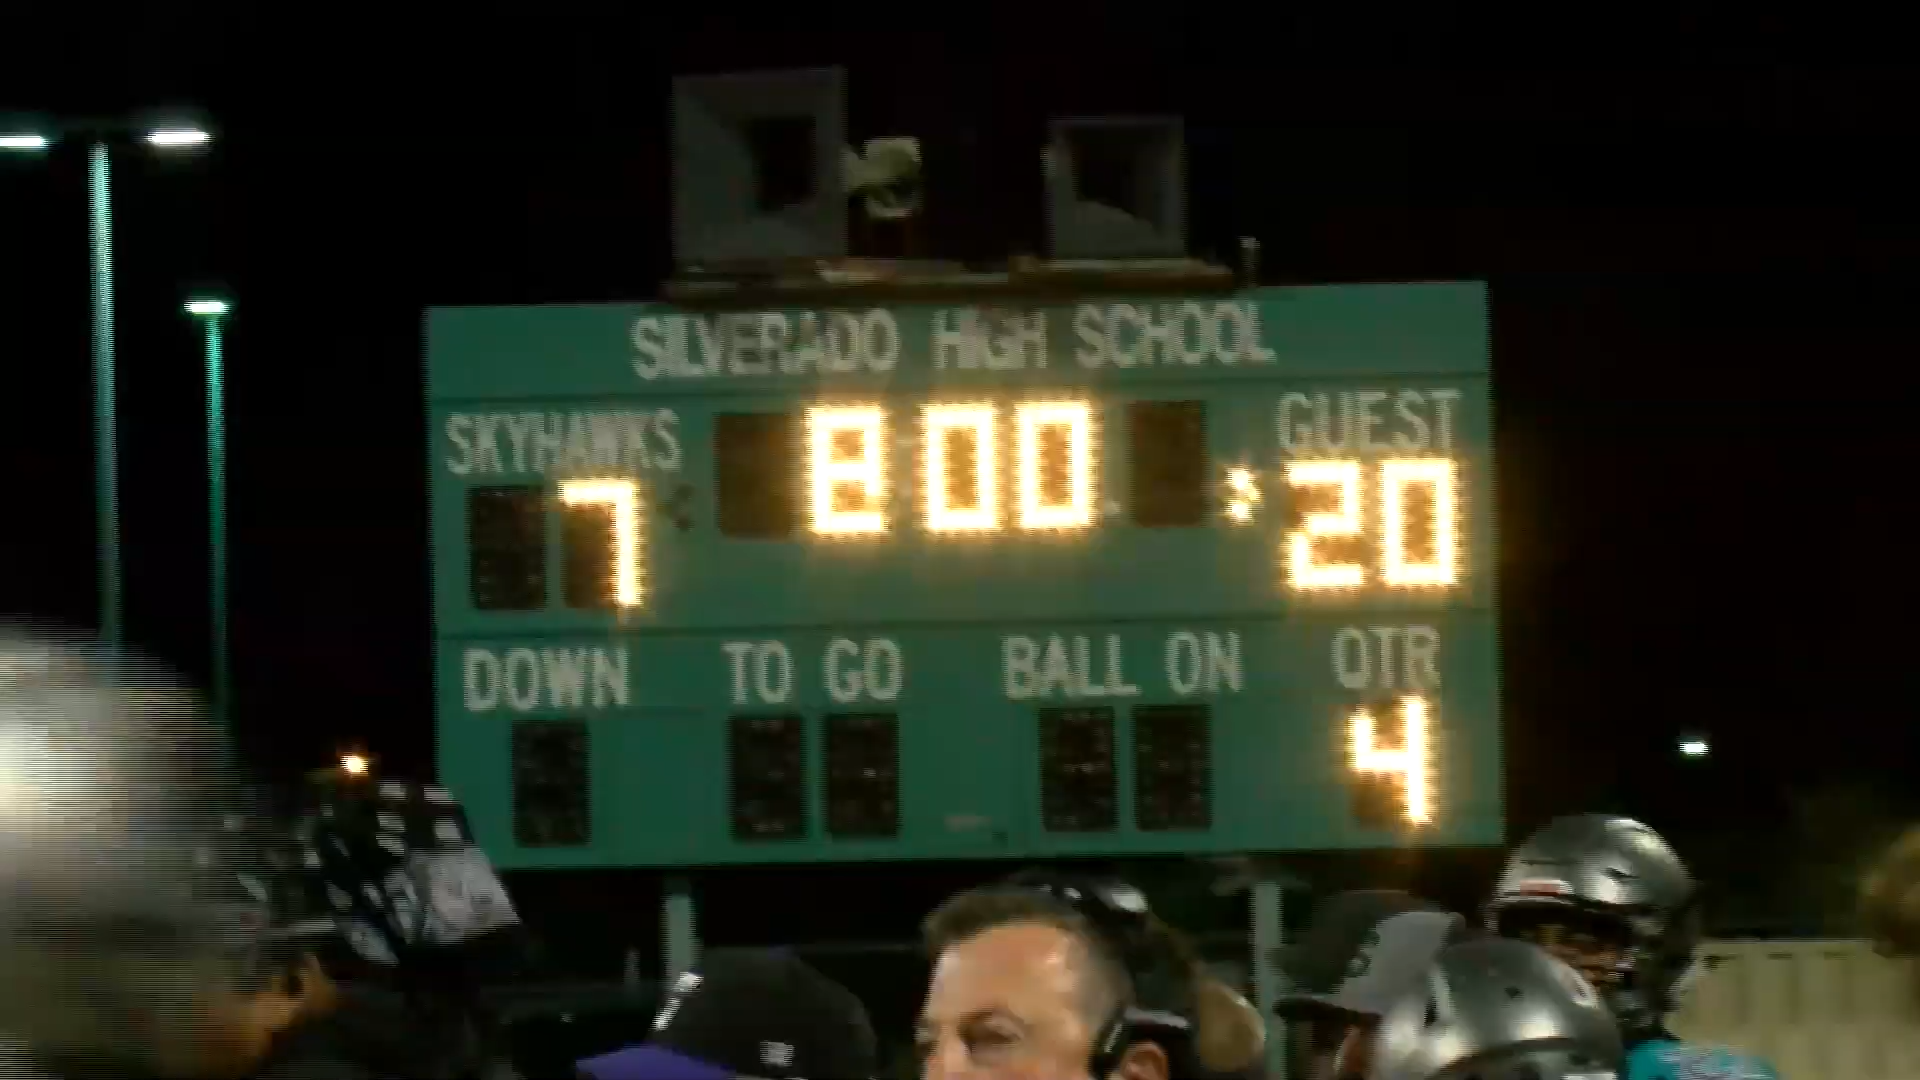 SILVERADO HIGH SCHOOL
SKYHAWKS 8:00 GUEST
7 20
DOWN TO GO BALL ON QTR
4